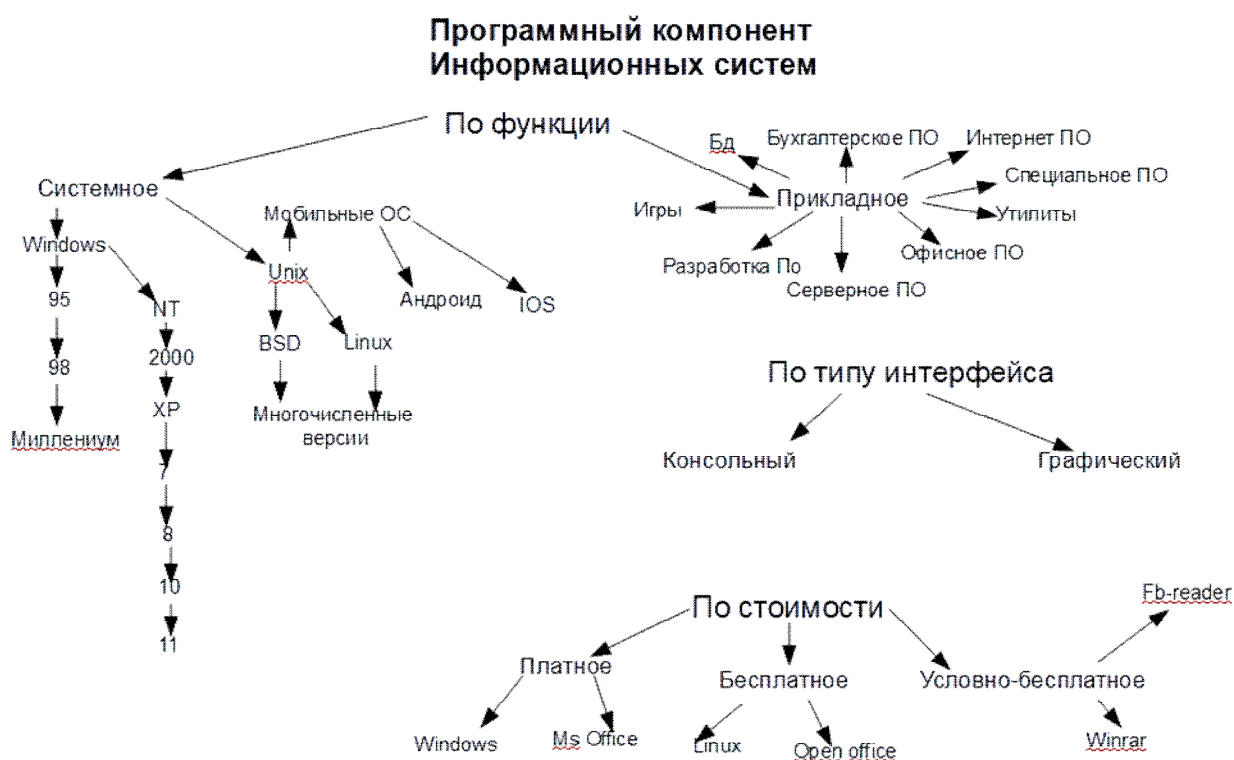 Программный компонент
Информационных систем
По функции
Системное
Windows
95
98
Миллениум
NT
2000
XP
7
8
10
11
Unix
Мобильные ОС
Андроид
IOS
BSD
Linux
Многочисленные
версии
Прикладное
Бд
Бухгалтерское ПО
Интернет ПО
Специальное ПО
Утилиты
Офисное ПО
Серверное ПО
Разработка По
Игры
По типу интерфейса
Консольный
Графический
По стоимости
Платное
Windows
Ms Office
Бесплатное
Linux
Open office
Условно-бесплатное
Fb-reader
Winrar